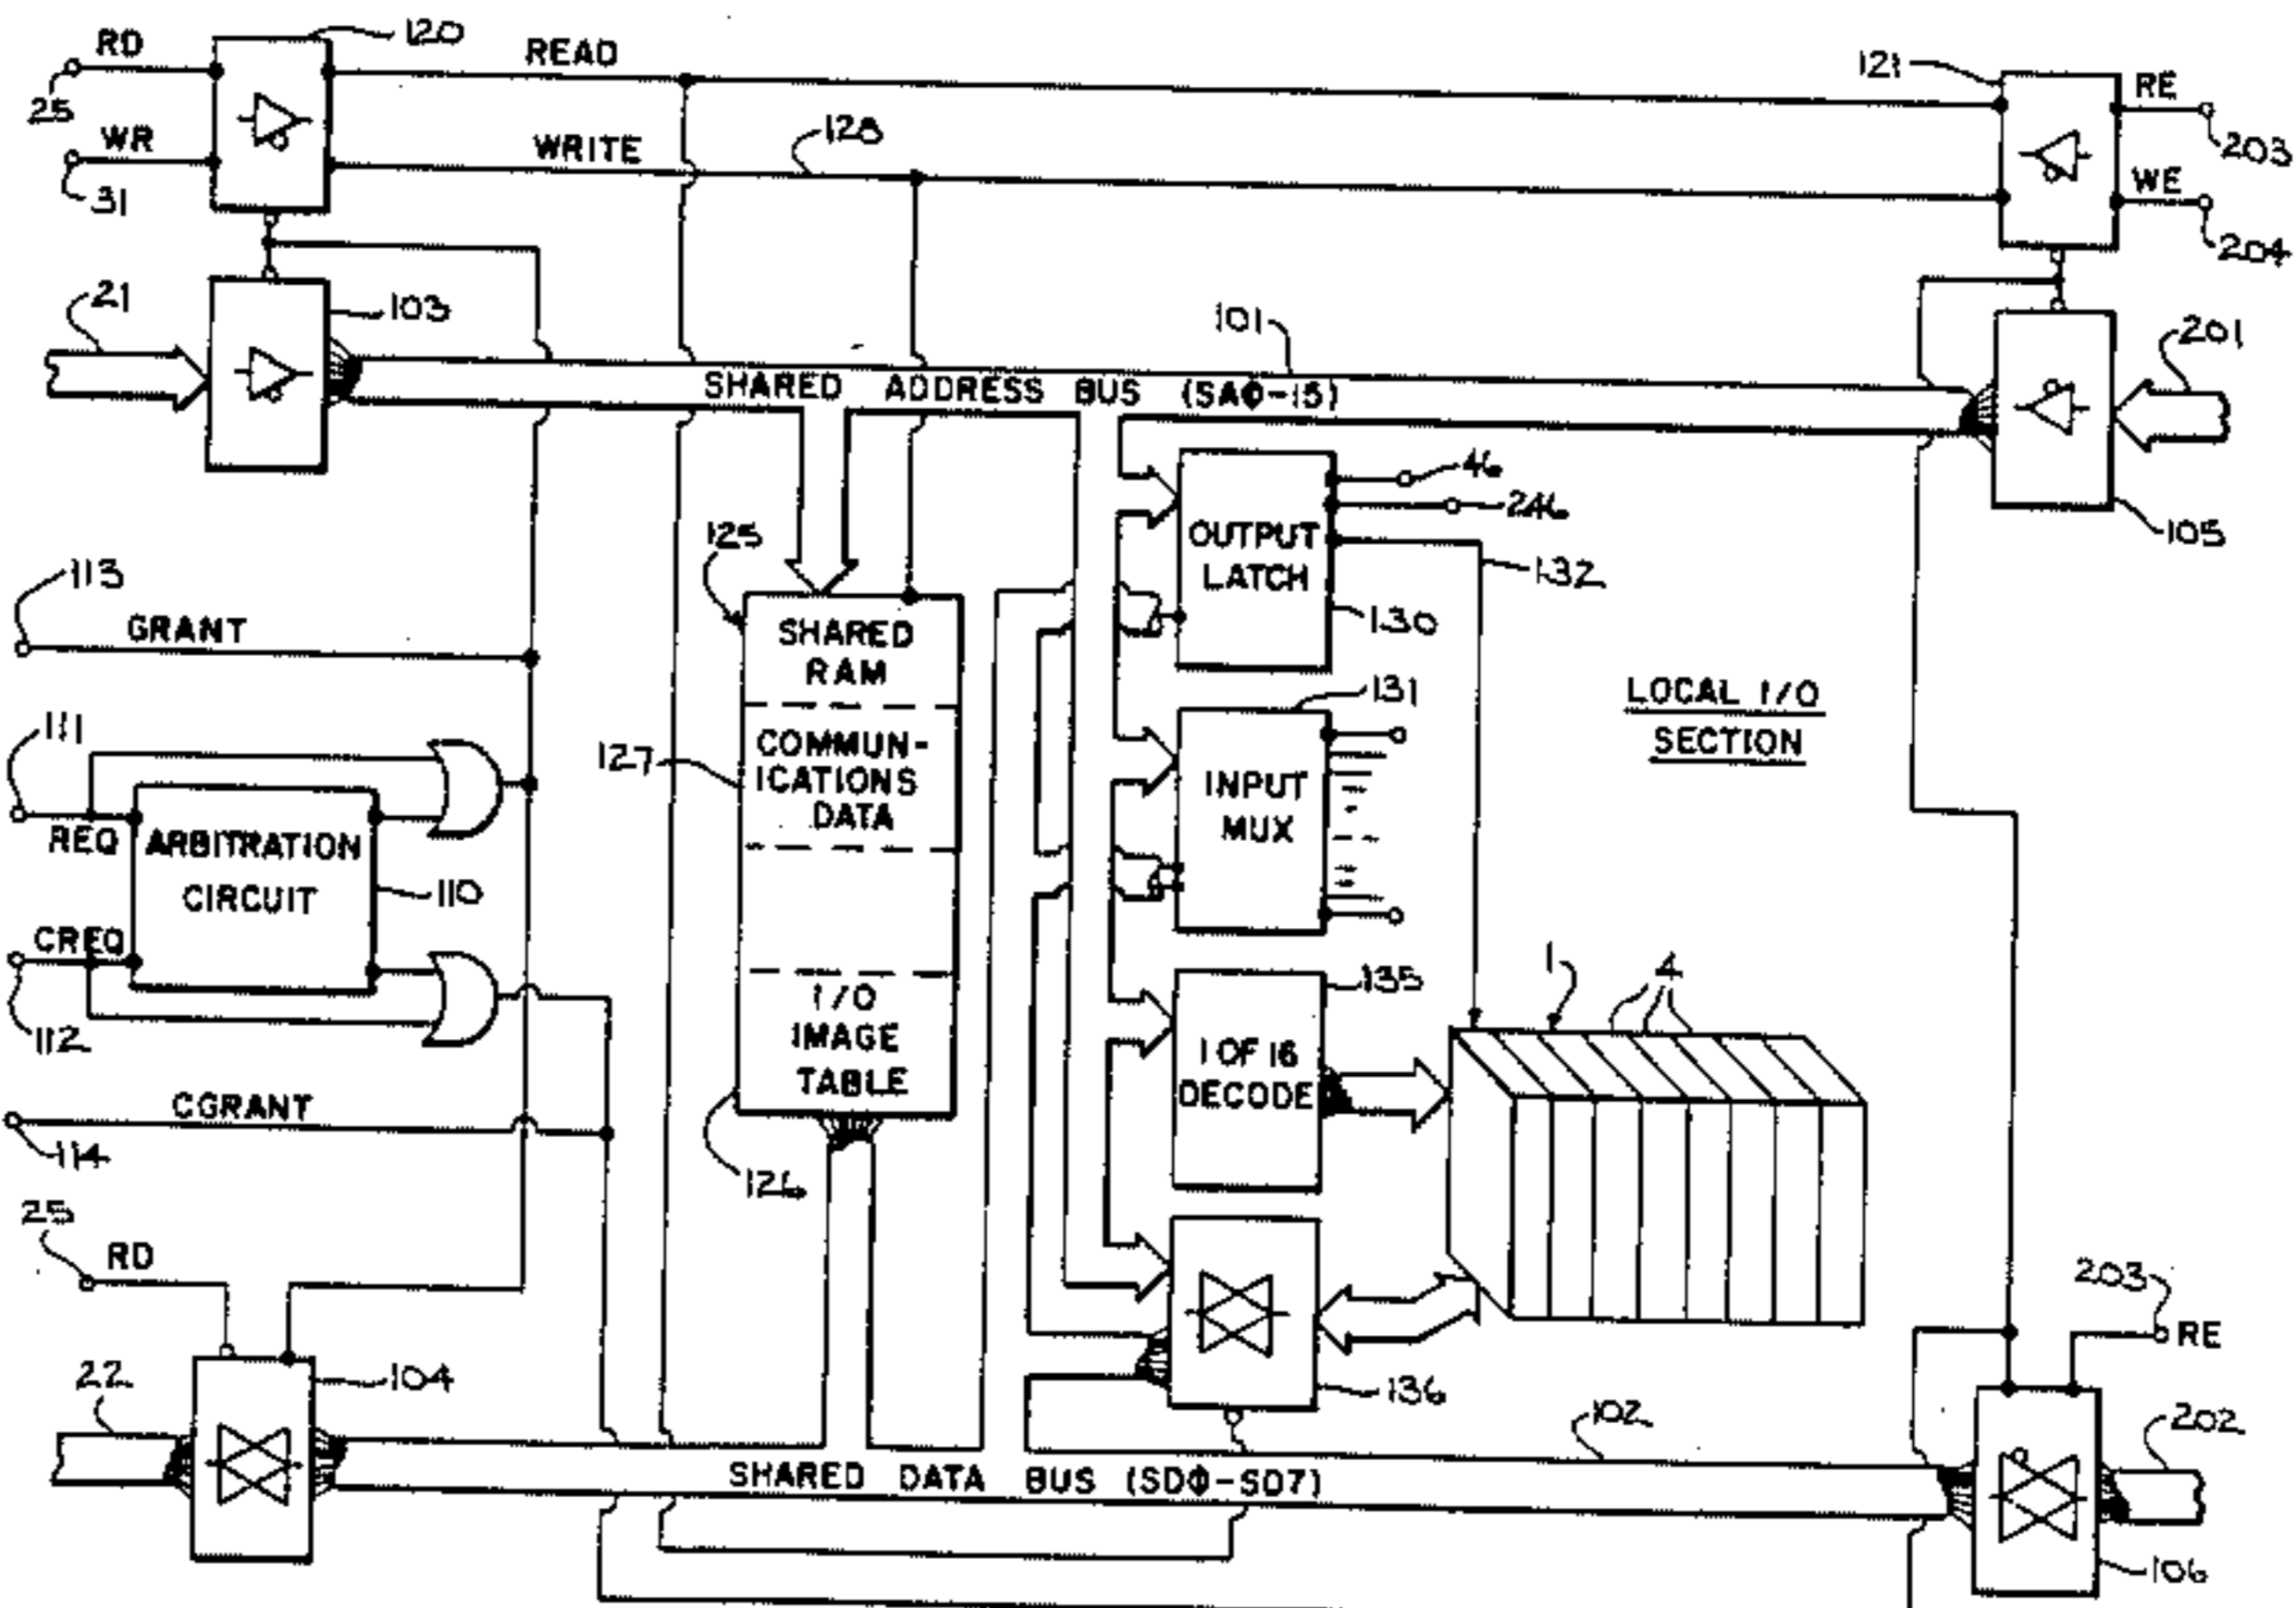 RD
120
READ
25
WR
31
WRITE
128
121
RE
203
WE
204
21
103
101
SHARED ADDRESS BUS (SAΦ-15)
201
105
113
GRANT
111
REQ
ARBITRATION
CIRCUIT
110
CREQ
112
CGRANT
114
125
SHARED
RAM
127
COMMUN-
ICATIONS
DATA
I/O
IMAGE
TABLE
126
OUTPUT
LATCH
46
246
132
130
131
INPUT
MUX
LOCAL I/O
SECTION
135
1 OF 16
DECODE
1
4
136
25
RD
22
104
SHARED DATA BUS (SDΦ-SD7)
102
203
RE
202
106